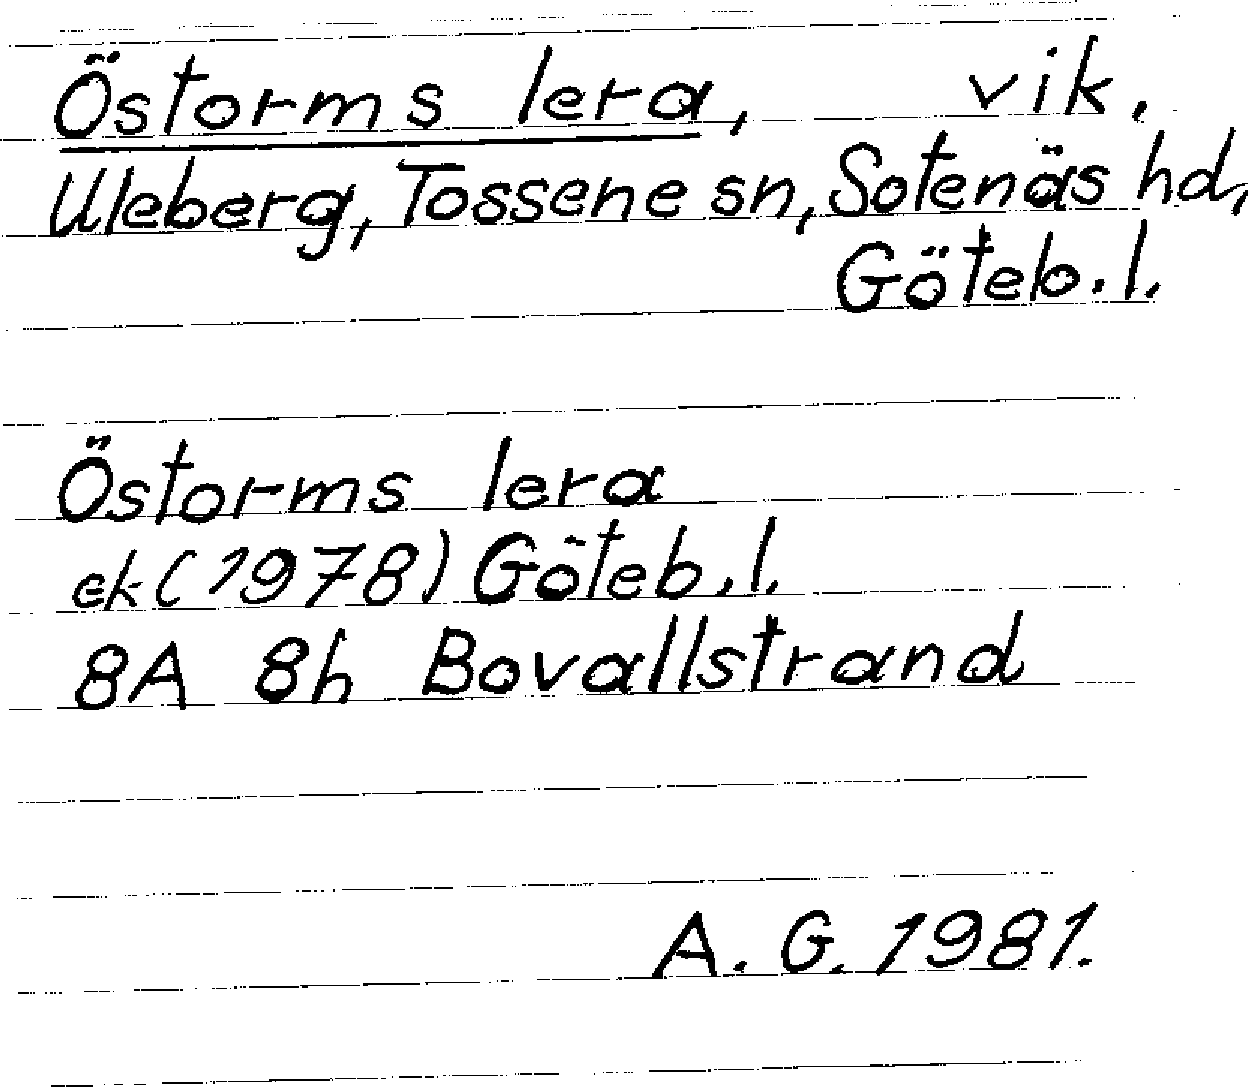 Östorms lera, vik,
Uleberg, Tossene sn, Sotenäs hd,
Göteb. l.
Östorms lera
ek (1978) Göteb. l.
8A 8h Bovallstrand
A. G. 1981.